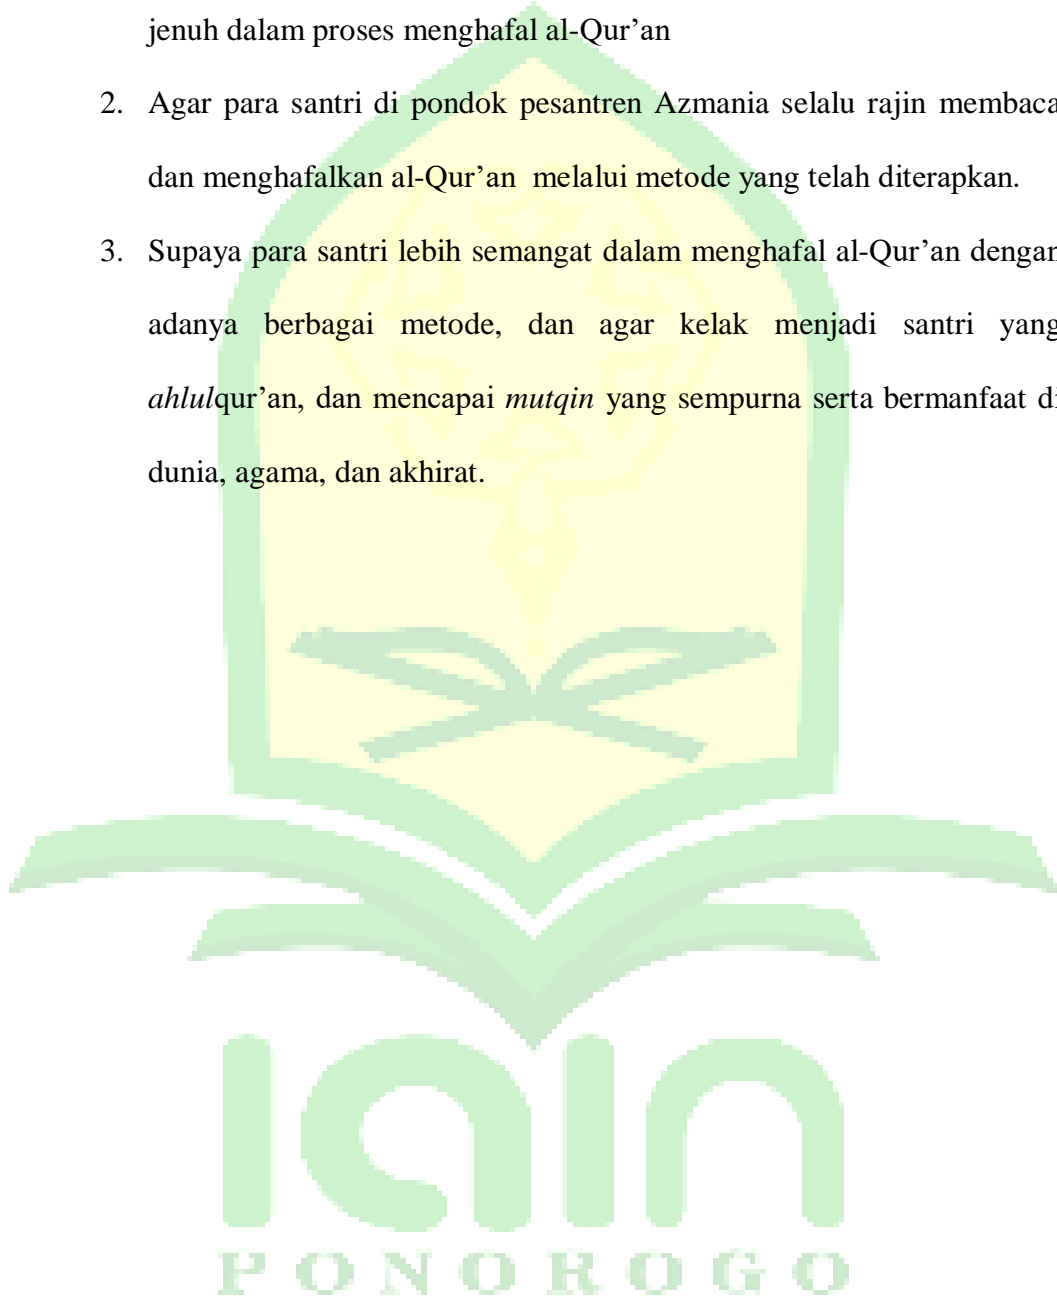 jenuh dalam proses menghafal al-Qur’an
2. Agar para santri di pondok pesantren Azmania selalu rajin membaca
dan menghafalkan al-Qur’an  melalui metode yang telah diterapkan.
3. Supaya para santri lebih semangat dalam menghafal al-Qur’an dengan
adanya berbagai metode, dan agar kelak menjadi santri yang
ahlulqur’an, dan mencapai mutqin yang sempurna serta bermanfaat di
dunia, agama, dan akhirat.
iain
PONOROGO